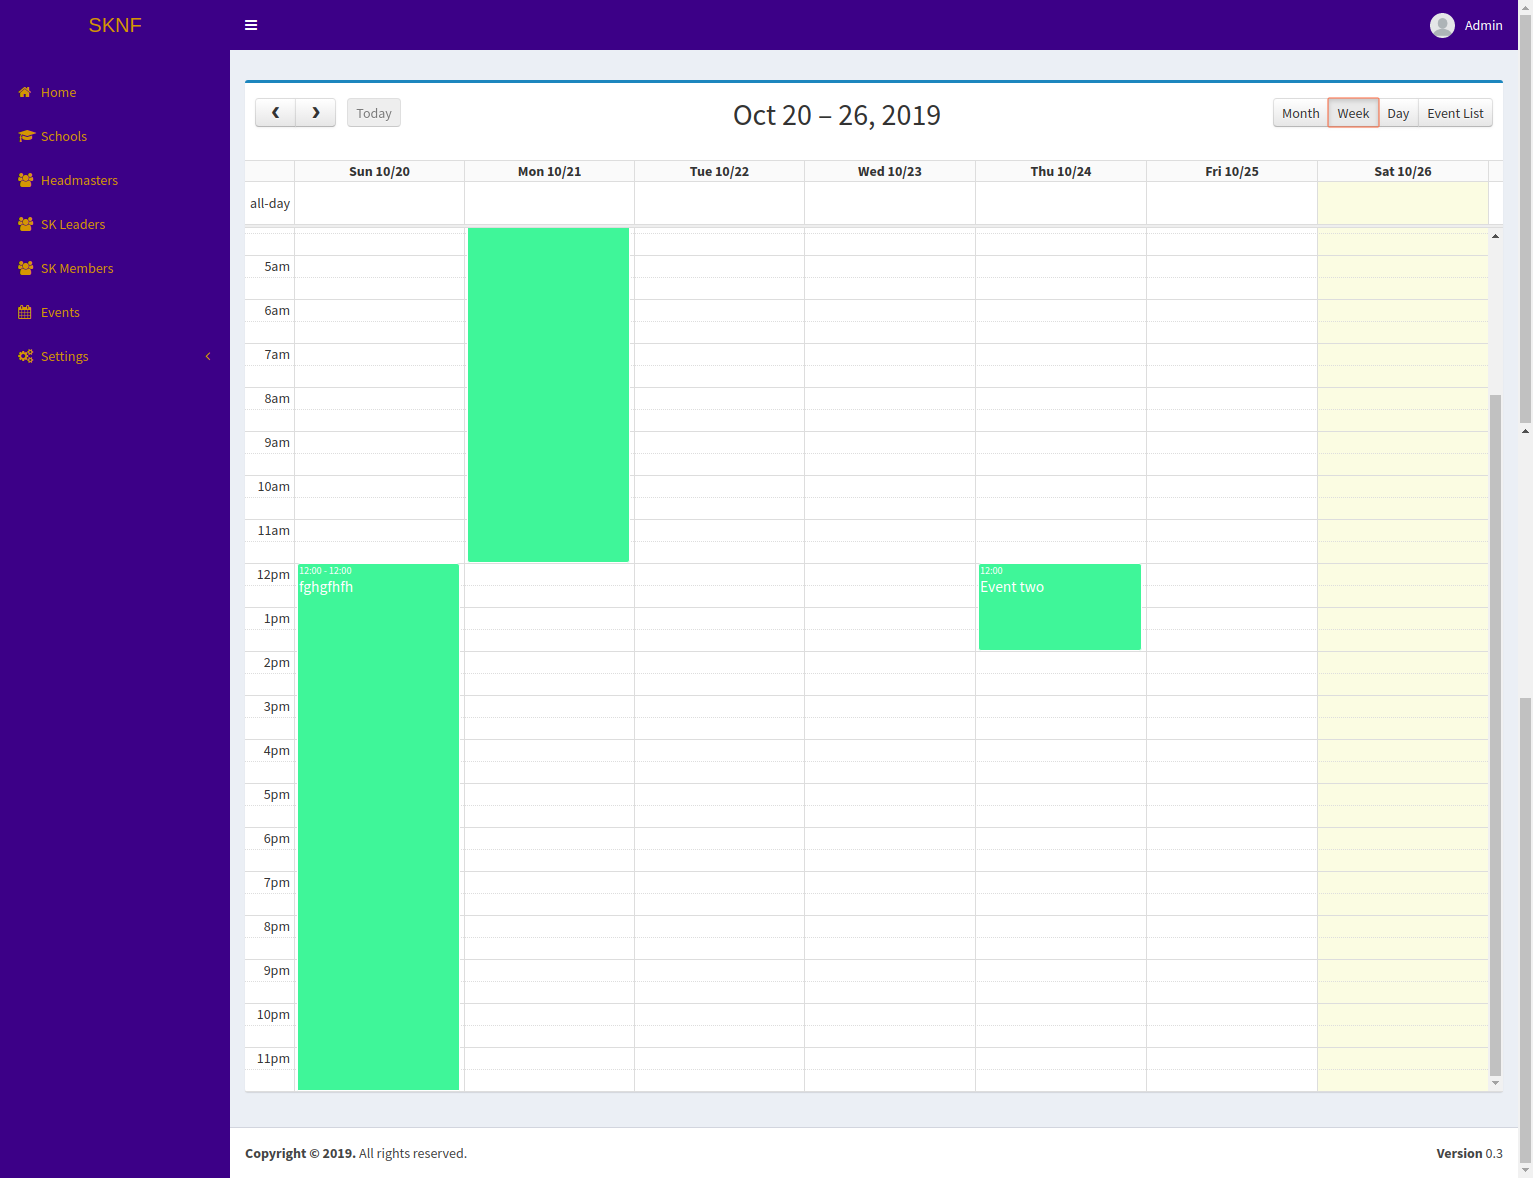 SKNF
Admin
Home
Schools
Headmasters
SK Leaders
SK Members
Events
Settings
Today
Oct 20 – 26, 2019
Month Week Day Event List
Sun 10/20 Mon 10/21 Tue 10/22 Wed 10/23 Thu 10/24 Fri 10/25 Sat 10/26
all-day
5am
6am
7am
8am
9am
10am
11am
12pm
12:00 - 12:00
fghgfhfh
12:00
Event two
1pm
2pm
3pm
4pm
5pm
6pm
7pm
8pm
9pm
10pm
11pm
Copyright © 2019. All rights reserved.
Version 0.3